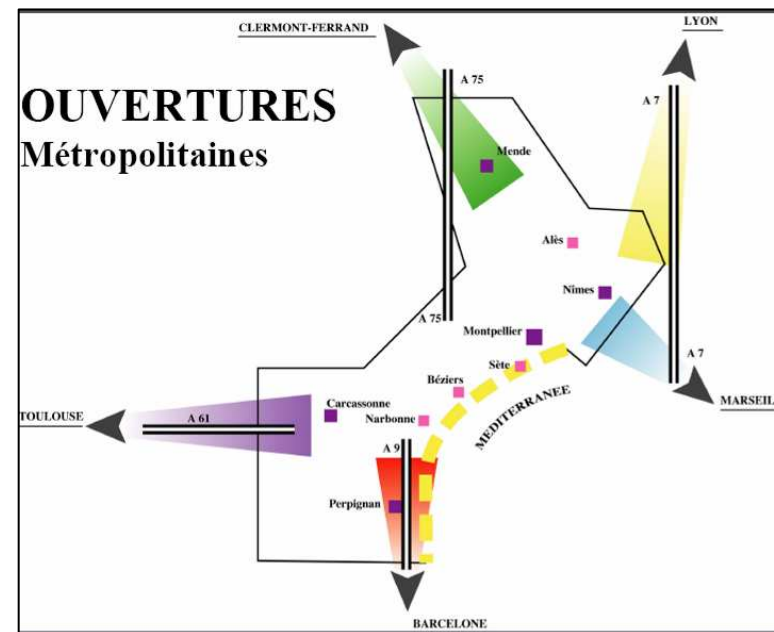 CLERMONT-FERRAND
LYON
OUVERTURES
Métropolitaines
A 75
A 7
Mende
Alès
Nîmes
A 75
Montpellier
A 7
Sète
Béziers
MEDITERRANEE
MARSEIL
TOULOUSE
A 61
Carcassonne
Narbonne
A 9
Perpignan
BARCELONE